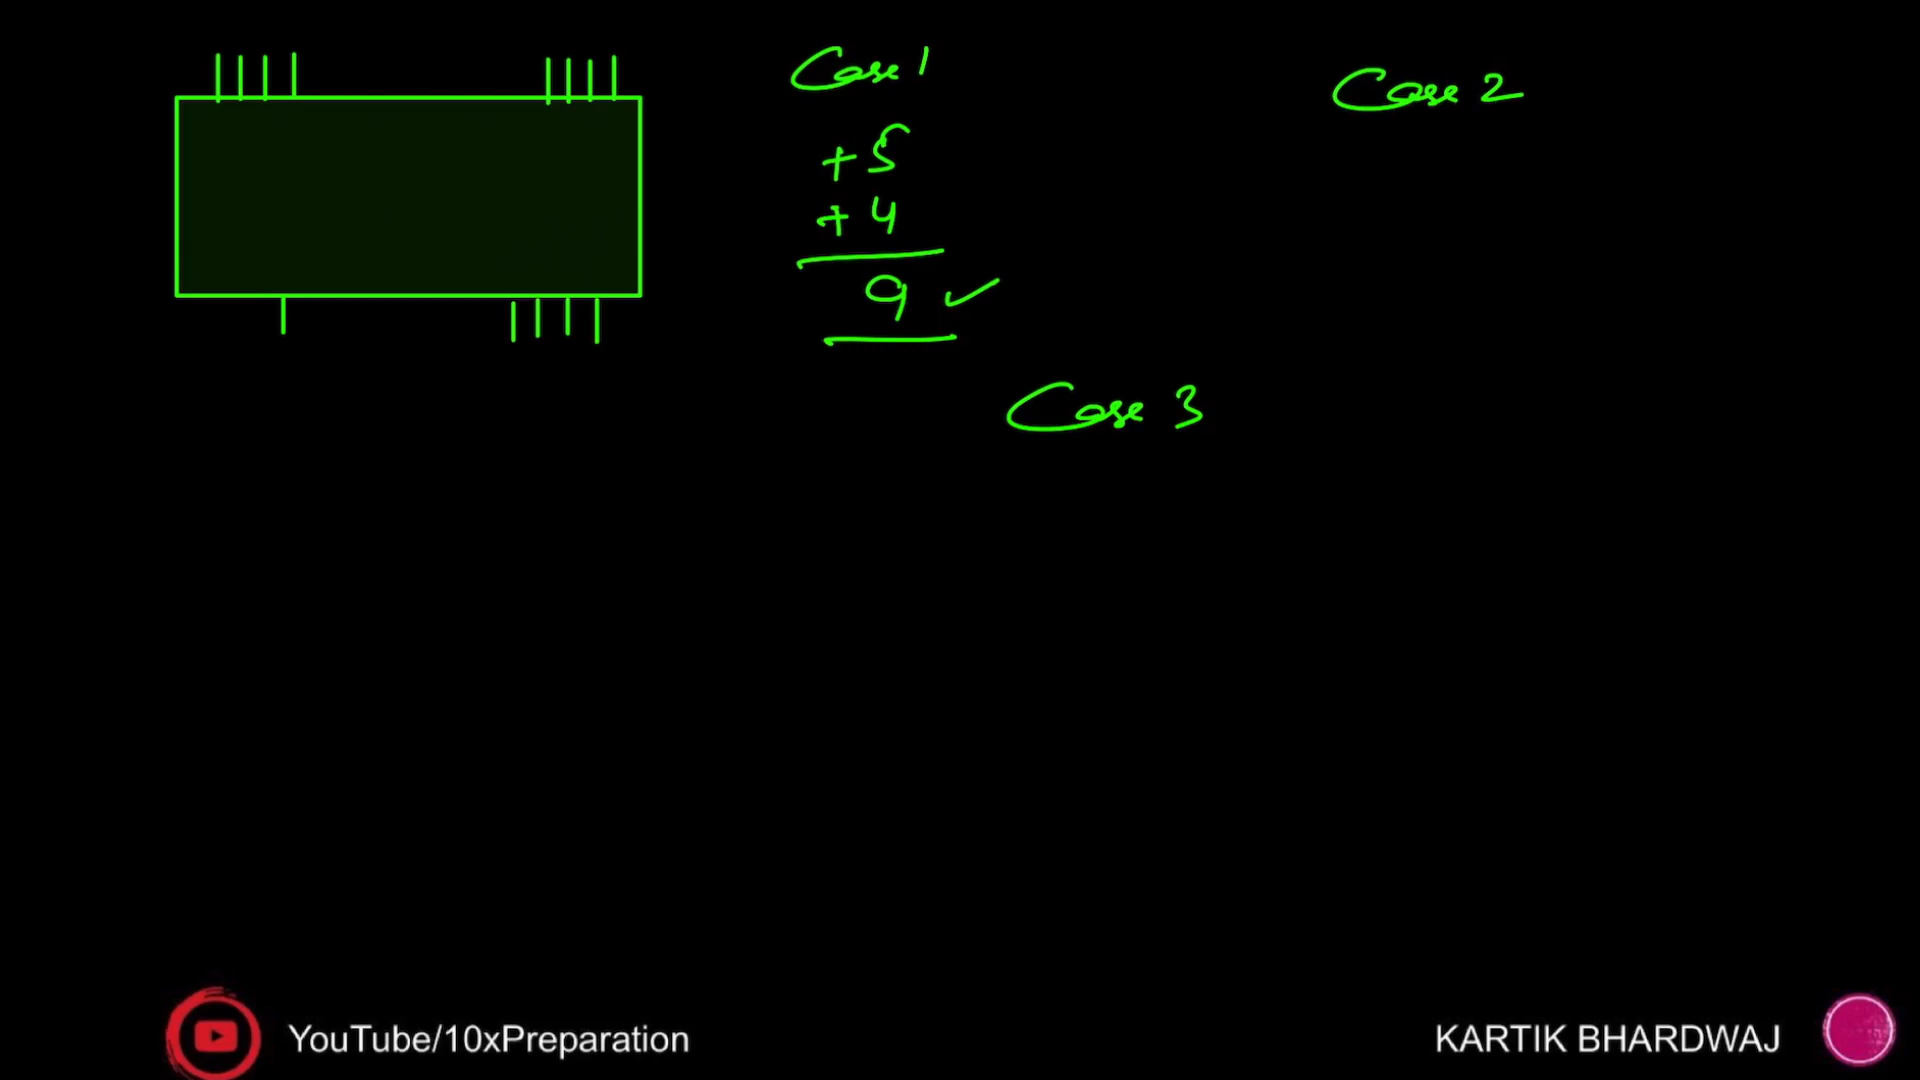 Case 1
+5
+4
9 ✓
Case 2
Case 3
YouTube/10xPreparation
KARTIK BHARDWAJ